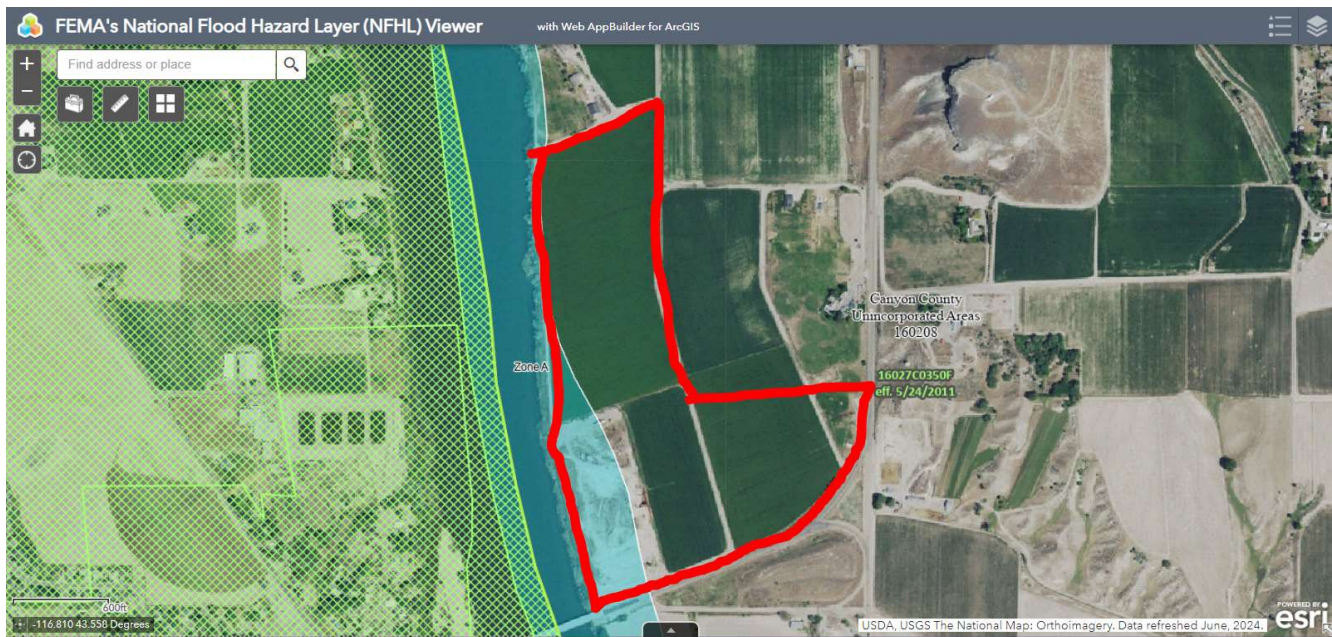 FEMA's National Flood Hazard Layer (NFHL) Viewer
with Web AppBuilder for ArcGIS
+
Find address or place
−
Canyon County
Unincorporated Areas
160208
Zone A
16027C0350F
eff. 5/24/2011
600ft
-116.810 43.558 Degrees
USDA, USGS The National Map: Orthoimagery. Data refreshed June, 2024.
POWERED BY
esri